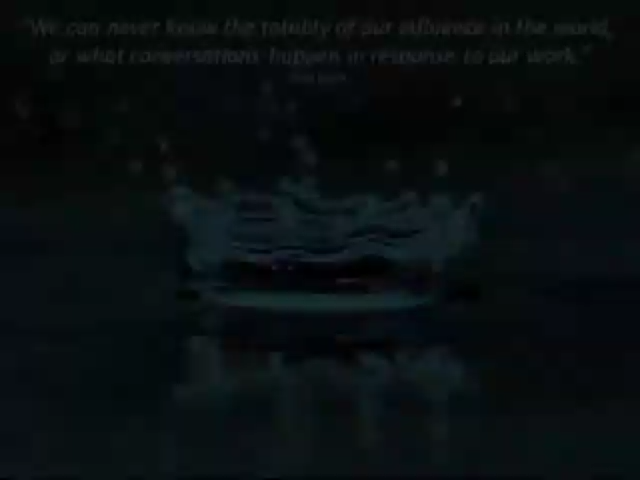 "We can never know the totality of our influence in the world,
or what conversations happen in response to our work."